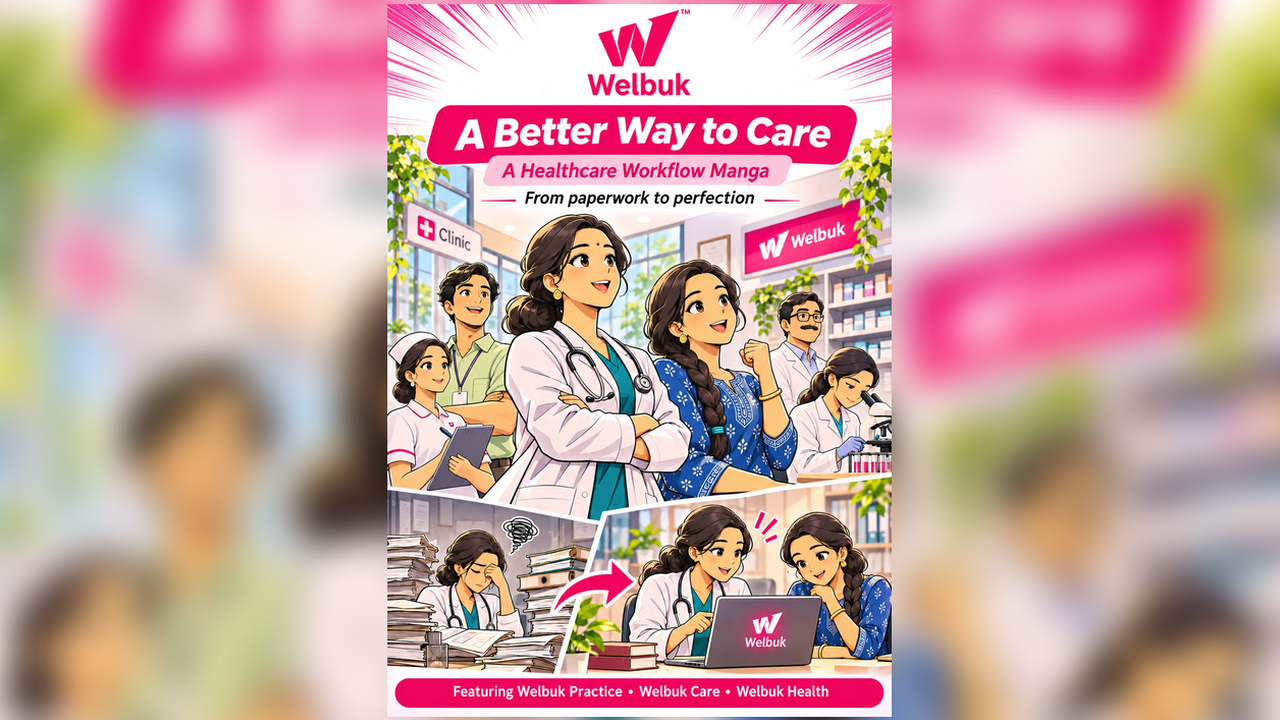 TM
Welbuk
A Better Way to Care
A Healthcare Workflow Manga
From paperwork to perfection
Clinic
Welbuk
Welbuk
Featuring Welbuk Practice • Welbuk Care • Welbuk Health